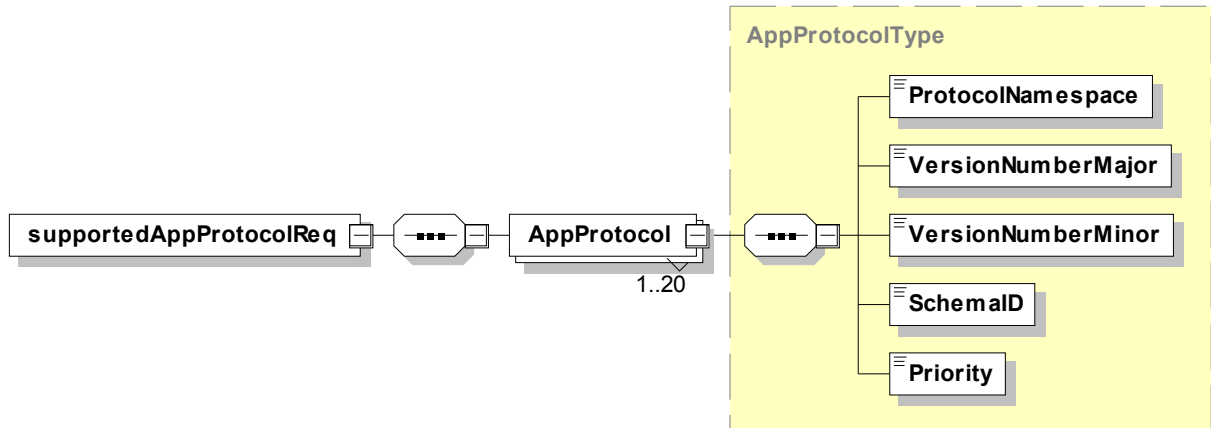 AppProtocolType
ProtocolNamespace
VersionNumberMajor
supportedAppProtocolReq
AppProtocol
VersionNumberMinor
1..20
SchemaID
Priority